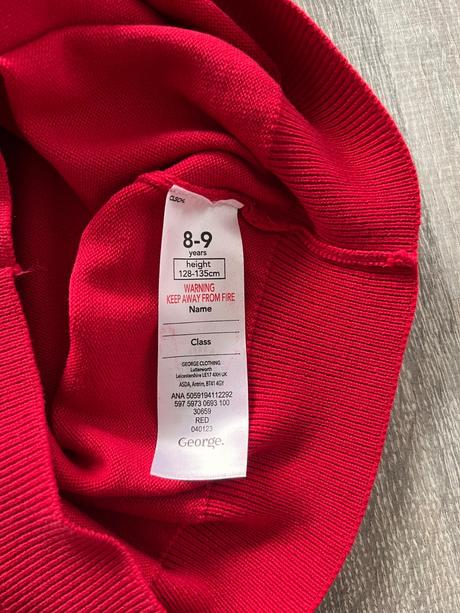 8-9
years
height
128-135cm
WARNING
KEEP AWAY FROM FIRE
Name
Class
GEORGE CLOTHING
Lutterworth
Leicestershire LE17 4XH UK
ASDA, Antrim, BT41 4GY
ANA 5059194112292
597 5973 0693 100
30659
RED
040123
George.